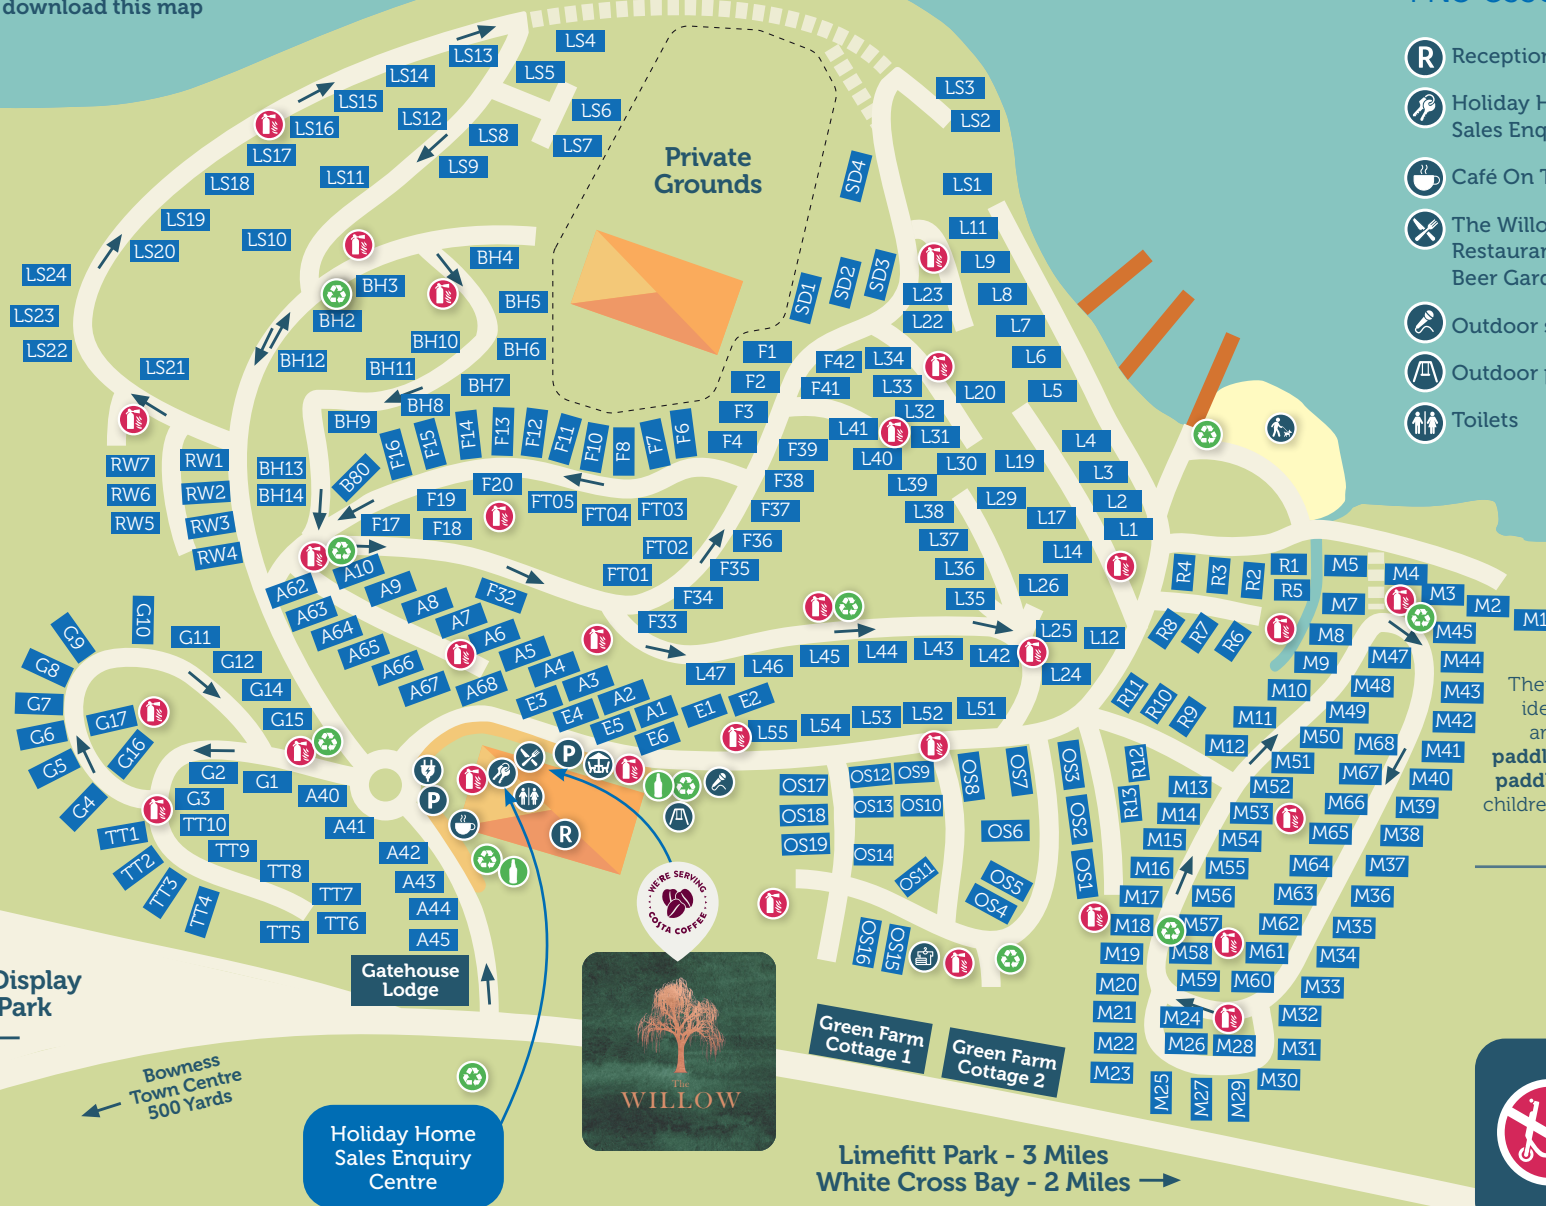 download this map
Reception
Holiday H
Sales Enq
Café On T
The Willo
Restauran
Beer Gard
Outdoor s
Outdoor
Toilets
R
LS4
LS13
LS5
LS14
LS3
LS15
LS6
LS12
LS2
LS16
LS8
LS7
LS17
Private
Grounds
LS9
LS18
LS11
SD4
LS1
LS19
L11
LS10
LS20
BH4
L9
LS24
SD3
SD2
BH3
SD1
L23
L8
BH5
LS23
BH2
L22
L7
BH10
LS22
BH6
F1
F42
L34
L6
BH12
LS21
BH11
F2
F41
L33
L20
L5
BH7
BH8
F3
L32
BH9
F16
F15
F14
F13
F12
F11
F10
F8
F7
F6
F4
L41
L31
L4
F39
L40
L30
L19
RW7
RW1
BH13
B80
L3
F38
L39
RW6
RW2
BH14
F20
F19
FT05
L29
L2
F37
L38
FT03
FT04
RW5
RW3
F17
F18
L17
L1
FT02
F36
L37
L14
RW4
A10
FT01
F35
L36
R4
R3
R2
R1
M5
M4
A62
A9
F32
L26
R5
M3
F34
L35
M7
M2
A63
A8
M1
G10
A7
F33
L25
R8
R7
R6
M8
M45
G9
G11
A64
A6
L12
A65
A5
L43
L44
L45
L42
M9
M47
M44
G8
G12
A66
A4
L46
L47
L24
A67
A68
A3
M10
M48
M43
G7
G14
E3
A2
E2
R11
R10
R9
G17
G15
E4
A1
E1
L51
L52
L53
L54
L55
M11
M49
M42
G6
G16
E5
E6
M12
M50
M68
M41
P
G5
G2
G1
OS17
OS12
OS9
OS8
OS7
OS3
R12
M51
M67
M40
G4
G3
A40
P
OS18
OS13
OS10
OS2
R13
M13
M52
M66
M39
TT1
TT10
A41
R
OS19
OS6
M14
M53
M65
M38
TT2
TT9
A42
OS14
OS11
OS5
OS1
M15
M54
M64
M37
TT3
TT8
A43
OS4
M16
M55
M63
M36
TT4
TT7
A44
M17
M56
TT5
TT6
A45
OS16
OS15
M18
M57
M62
M35
M19
M58
M61
M34
M20
M59
M60
M33
M21
M24
M32
M22
M26
M28
M31
M23
M25
M27
M29
M30
WE'RE SERVING
COSTA COFFEE
Gatehouse
Lodge
Display
Park
The
WILLOW
Green Farm
Cottage 1
Green Farm
Cottage 2
Bowness
Town Centre
500 Yards
Holiday Home
Sales Enquiry
Centre
Limefitt Park - 3 Miles
White Cross Bay - 2 Miles
ide
paddl
paddl
childre